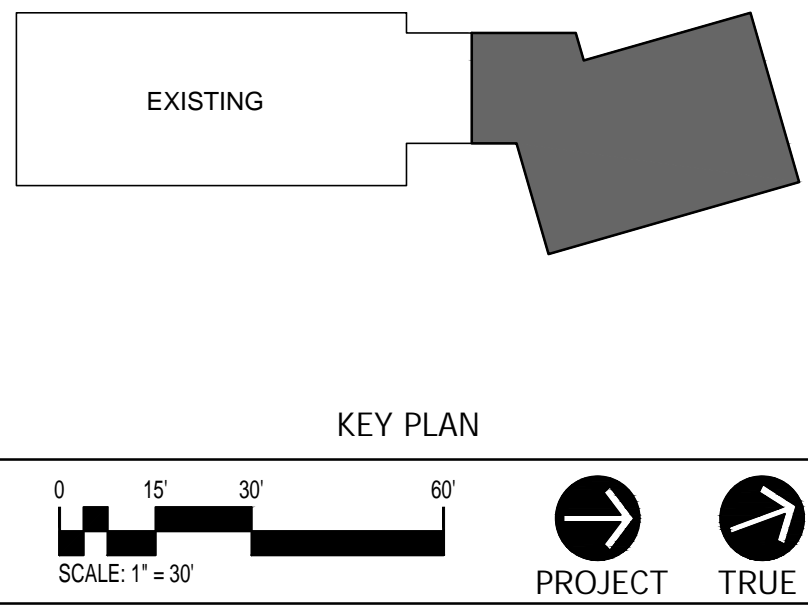 EXISTING
KEY PLAN
0 15' 30' 60'
SCALE: 1" = 30'
PROJECT TRUE